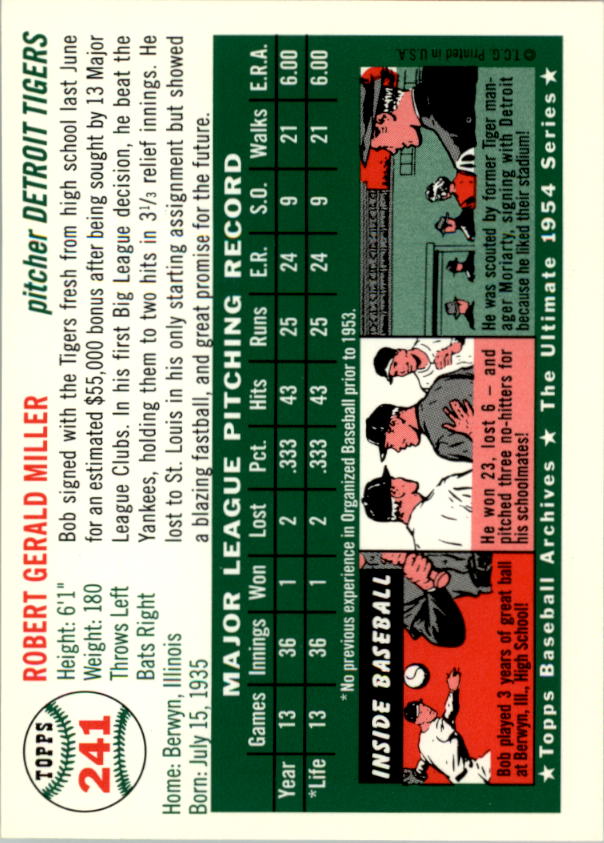 TOPPS
241
ROBERT GERALD MILLER
pitcher DETROIT TIGERS
Height: 6'1"
Weight: 180
Throws Left
Bats Right
Home: Berwyn, Illinois
Born: July 15, 1935
Bob signed with the Tigers fresh from high school last June
for an estimated $55,000 bonus after being sought by 13 Major
League Clubs. In his first Big League decision, he beat the
Yankees, holding them to two hits in 3⅓ relief innings. He
lost to St. Louis in his only starting assignment but showed
a blazing fastball, and great promise for the future.
MAJOR LEAGUE PITCHING RECORD
Games Innings Won Lost Pct. Hits Runs E.R. S.O. Walks E.R.A.
Year 13 36 1 2 .333 43 25 24 9 21 6.00
*Life 13 36 1 2 .333 43 25 24 9 21 6.00
*No previous experience in Organized Baseball prior to 1953.
© T.C.G. Printed in U.S.A.
INSIDE BASEBALL
Bob played 3 years of great ball
at Berwyn, Ill., High School!
He won 23, lost 6 – and
pitched three no-hitters for
his schoolmates!
He was scouted by former Tiger man-
ager Moriarty, signing with Detroit
because he liked their stadium!
★ Topps Baseball Archives ★ The Ultimate 1954 Series ★